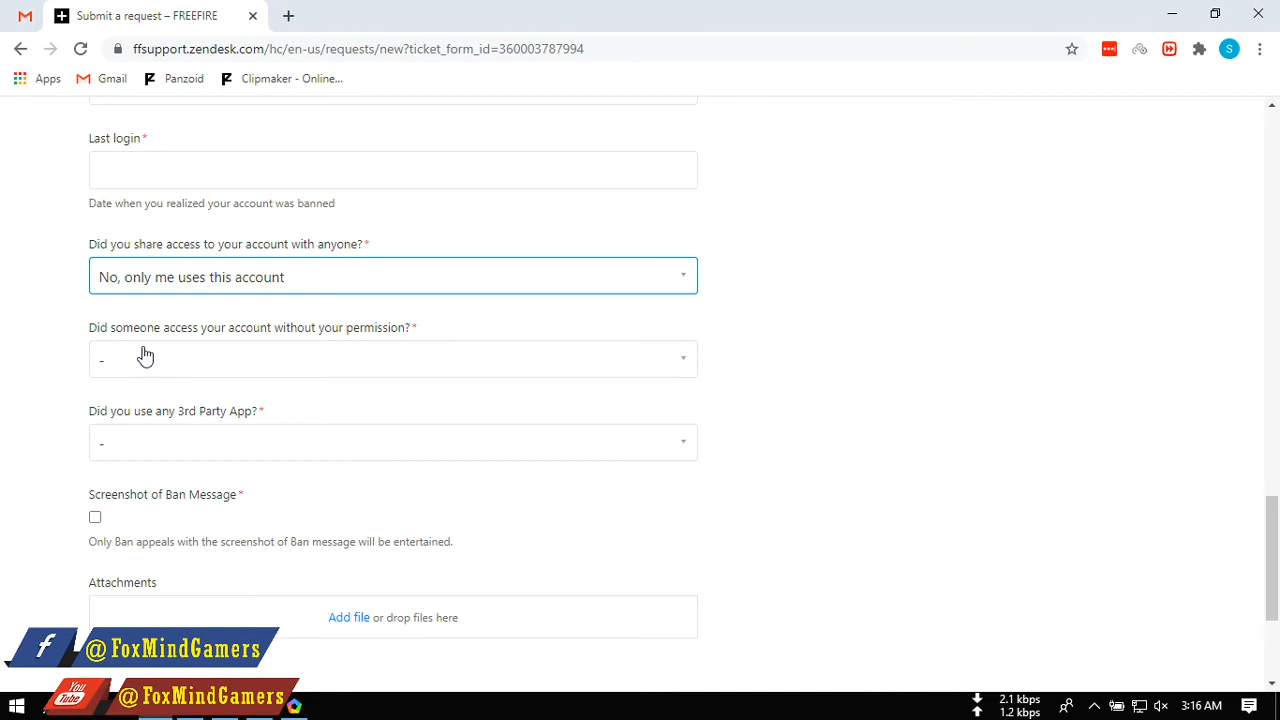 Submit a request – FREEFIRE
ffsupport.zendesk.com/hc/en-us/requests/new?ticket_form_id=360003787994
S
Apps
Gmail
Panzoid
Clipmaker - Online...
Last login*
Date when you realized your account was banned
Did you share access to your account with anyone?*
No, only me uses this account
Did someone access your account without your permission?*
-
Did you use any 3rd Party App?*
-
Screenshot of Ban Message*
Only Ban appeals with the screenshot of Ban message will be entertained.
Attachments
Add file or drop files here
f @FoxMindGamers
You Tube @FoxMindGamers
2.1 kbps
1.2 kbps
3:16 AM